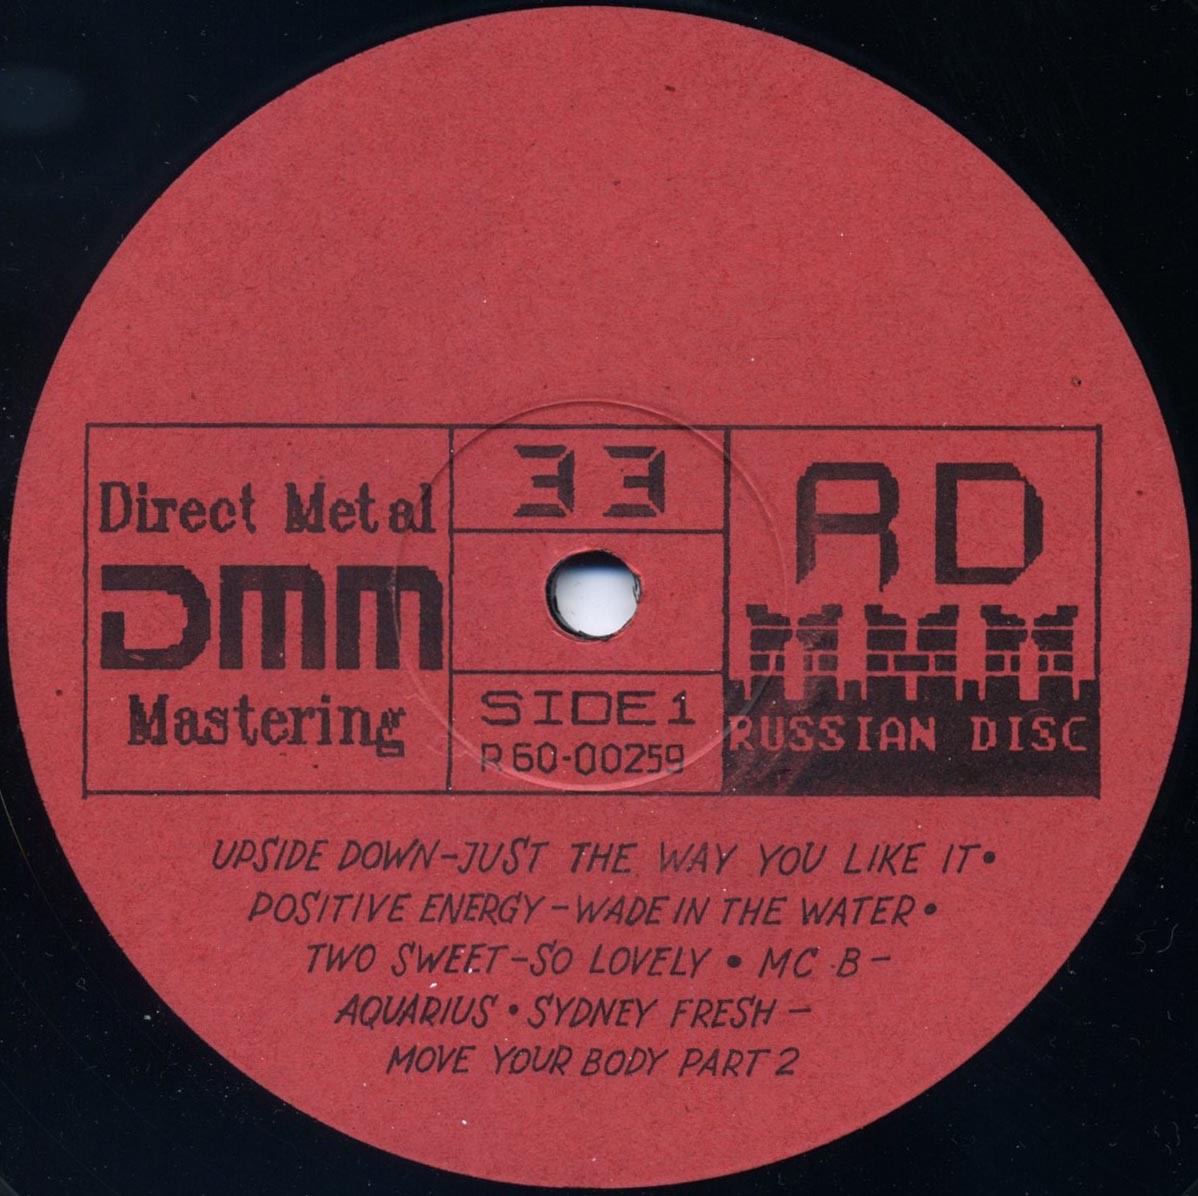 Direct Metal
DMM
Mastering
33
SIDE 1
R 60-00259
RD
RUSSIAN DISC
UPSIDE DOWN-JUST THE WAY YOU LIKE IT•
POSITIVE ENERGY-WADE IN THE WATER•
TWO SWEET-SO LOVELY • MC B-
AQUARIUS • SYDNEY FRESH-
MOVE YOUR BODY PART 2